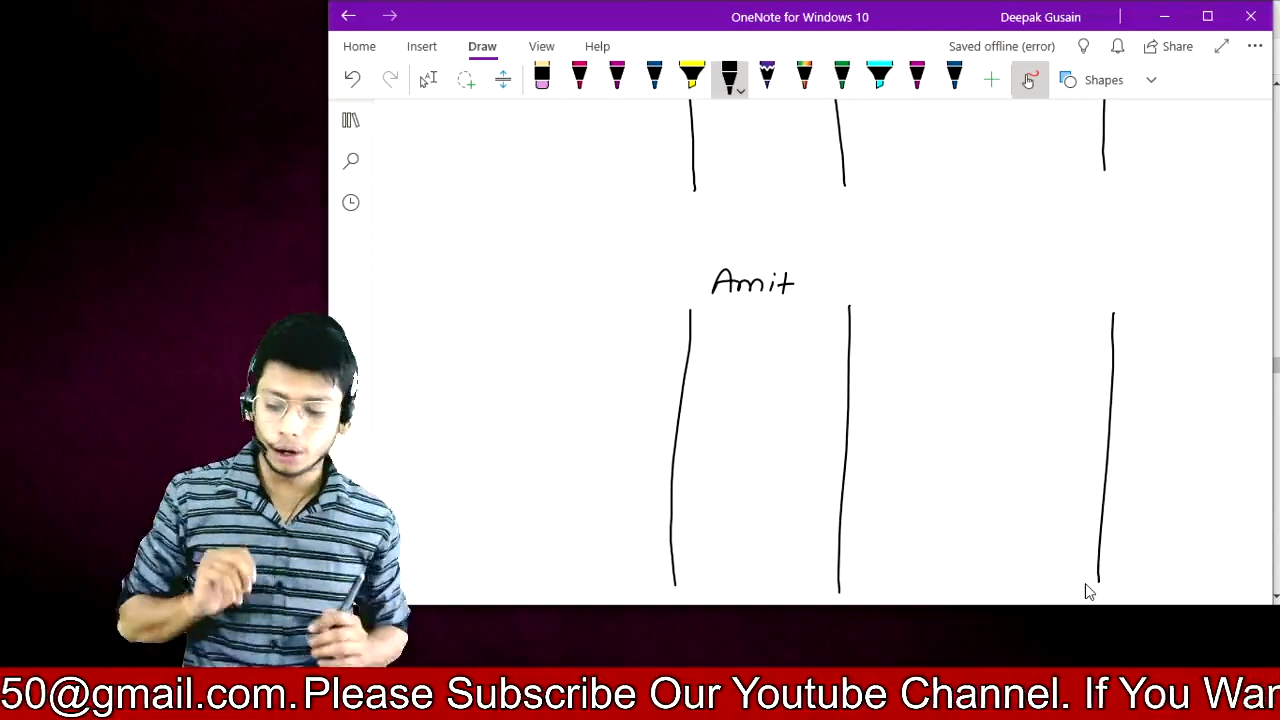 OneNote for Windows 10
Deepak Gusain
Home Insert Draw View Help
Saved offline (error)
Share
Shapes
Amit
50@gmail.com. Please Subscribe Our Youtube Channel. If You War